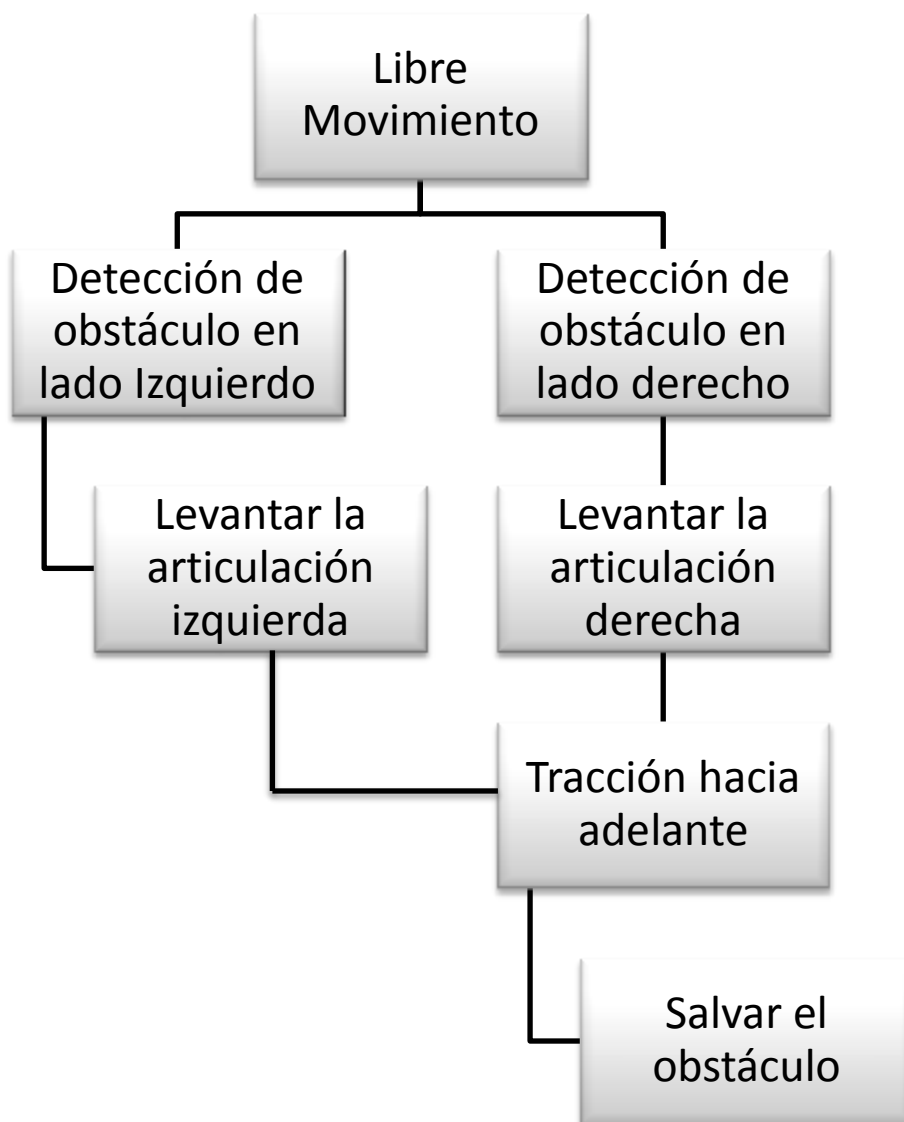 Libre
Movimiento
Detección de
obstáculo en
lado Izquierdo
Detección de
obstáculo en
lado derecho
Levantar la
articulación
izquierda
Levantar la
articulación
derecha
Tracción hacia
adelante
Salvar el
obstáculo